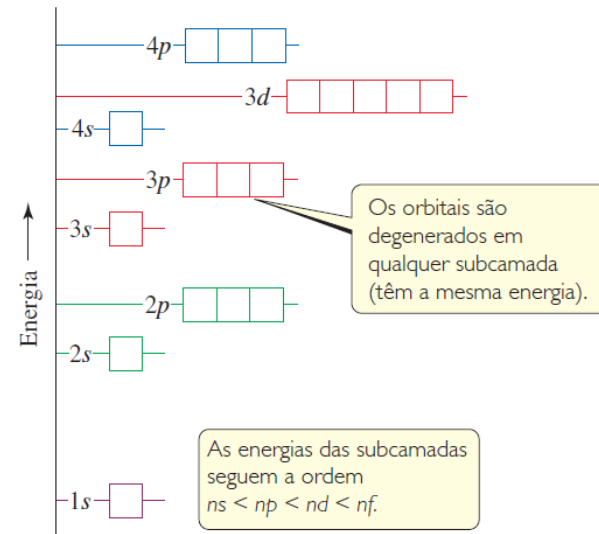 4p
3d
4s
3p
Os orbitais são
degenerados em
qualquer subcamada
(têm a mesma energia).
3s
Energia
2p
2s
As energias das subcamadas
seguem a ordem
ns < np < nd < nf.
1s